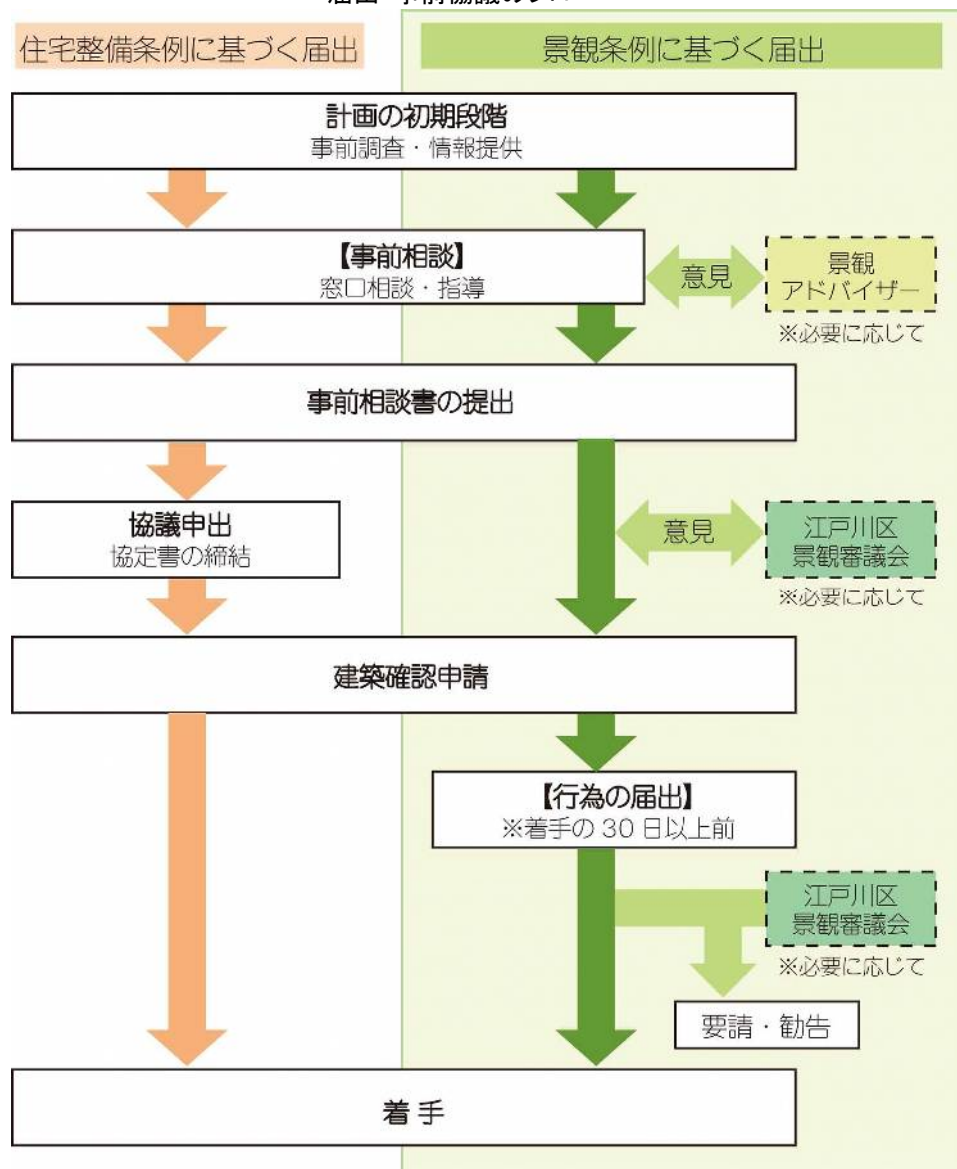 住宅整備条例に基づく届出
景観条例に基づく届出
計画の初期段階
事前調査・情報提供
【事前相談】
窓口相談・指導
意見
景観
アドバイザー
※必要に応じて
事前相談書の提出
協議申出
協定書の締結
意見
江戸川区
景観審議会
※必要に応じて
建築確認申請
【行為の届出】
※着手の 30 日以上前
江戸川区
景観審議会
※必要に応じて
要請・勧告
着 手